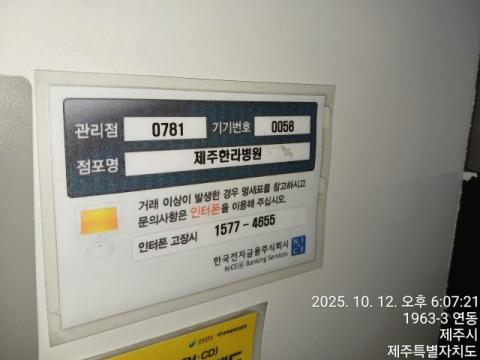 관리점 0781 기기번호 0056
점포명 제주한라병원
거래 이상이 발생한 경우 명세표를 참고하시고
문의사항은 인터폰을 이용해 주십시오.
인터폰 고장시 1577 - 4655
한국전자금융주식회사
NICE Banking Services
NICE
M·CD)
2025. 10. 12. 오후 6:07:21
1963-3 연동
제주시
제주특별자치도